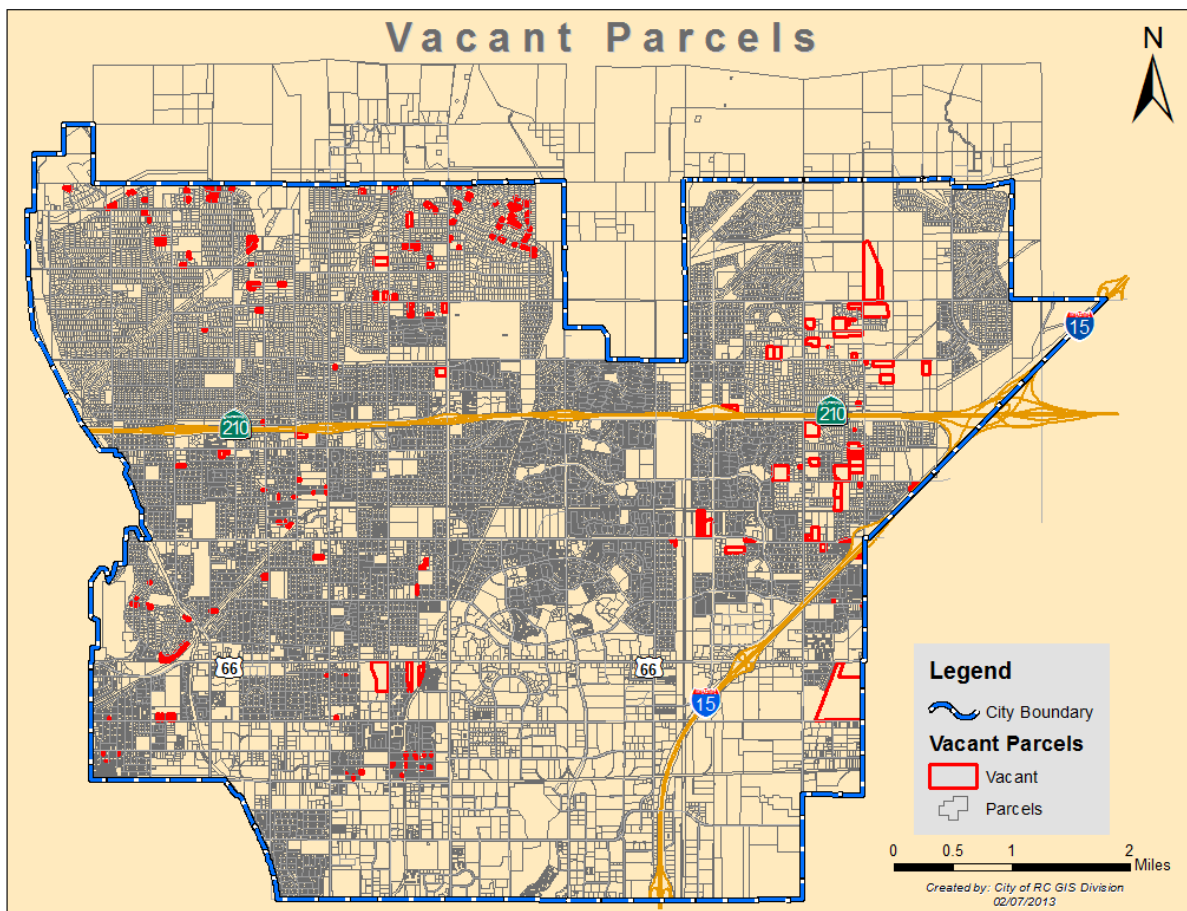 Vacant Parcels
N
15
210
210
66
66
15
Legend
City Boundary
Vacant Parcels
Vacant
Parcels
0 0.5 1 2
Miles
Created by: City of RC GIS Division
02/07/2013